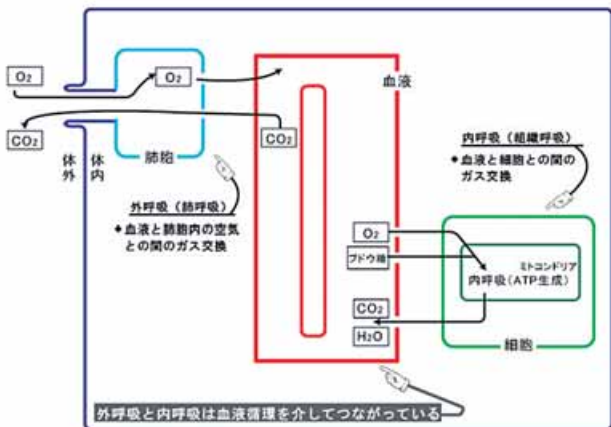 O2
O2
CO2
CO2
体外
体内
肺胞
血液
外呼吸（肺呼吸）
◆血液と肺胞内の空気
との間のガス交換
内呼吸（組織呼吸）
◆血液と細胞との間の
ガス交換
O2
ブドウ糖
ミトコンドリア
内呼吸（ATP生成）
CO2
H2O
細胞
外呼吸と内呼吸は血液循環を介してつながっている